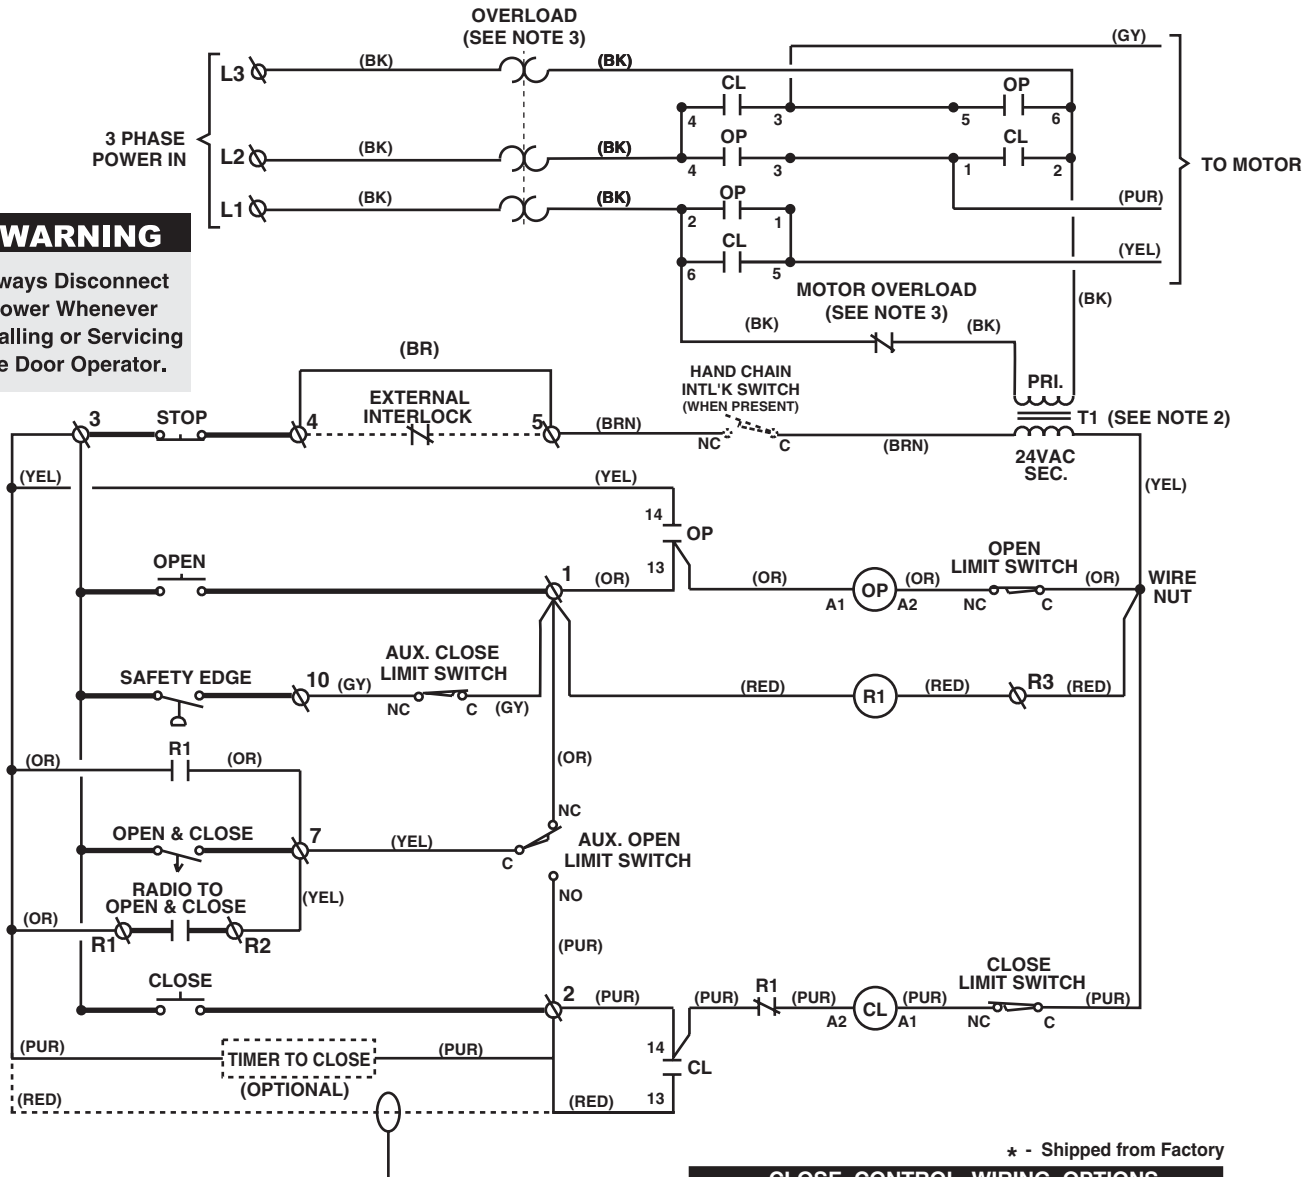 OVERLOAD
(SEE NOTE 3)
(GY)
L3
(BK)
(BK)
CL
OP
4
3
5
6
3 PHASE
POWER IN
L2
(BK)
(BK)
OP
CL
4
3
1
2
TO MOTOR
L1
(BK)
(BK)
OP
(PUR)
2
1
CL
(YEL)
6
5
WARNING
ways Disconnect
ower Whenever
alling or Servicing
e Door Operator.
MOTOR OVERLOAD
(SEE NOTE 3)
(BK)
(BK)
(BK)
(BR)
HAND CHAIN
INTL'K SWITCH
(WHEN PRESENT)
PRI.
EXTERNAL
INTERLOCK
3
STOP
4
5
(BRN)
NC
C
(BRN)
T1 (SEE NOTE 2)
24VAC
SEC.
(YEL)
(YEL)
(YEL)
14
OP
13
OPEN
1
(OR)
(OR)
OP
A1
A2
(OR)
OPEN
LIMIT SWITCH
NC
C
(OR)
WIRE
NUT
SAFETY EDGE
10
(GY)
AUX. CLOSE
LIMIT SWITCH
NC
C
(GY)
(RED)
R1
(RED)
R3
(RED)
R1
(OR)
(OR)
(OR)
NC
OPEN & CLOSE
7
(YEL)
C
AUX. OPEN
LIMIT SWITCH
NO
RADIO TO
OPEN & CLOSE
(YEL)
(OR)
R1
R2
(PUR)
CLOSE
2
(PUR)
(PUR)
R1
(PUR)
CL
A2
A1
(PUR)
CLOSE
LIMIT SWITCH
NC
C
(PUR)
14
CL
13
(PUR)
TIMER TO CLOSE
(PUR)
(OPTIONAL)
(RED)
(RED)
* - Shipped from Factory
CLOSE CONTROL WIRING OPTIONS